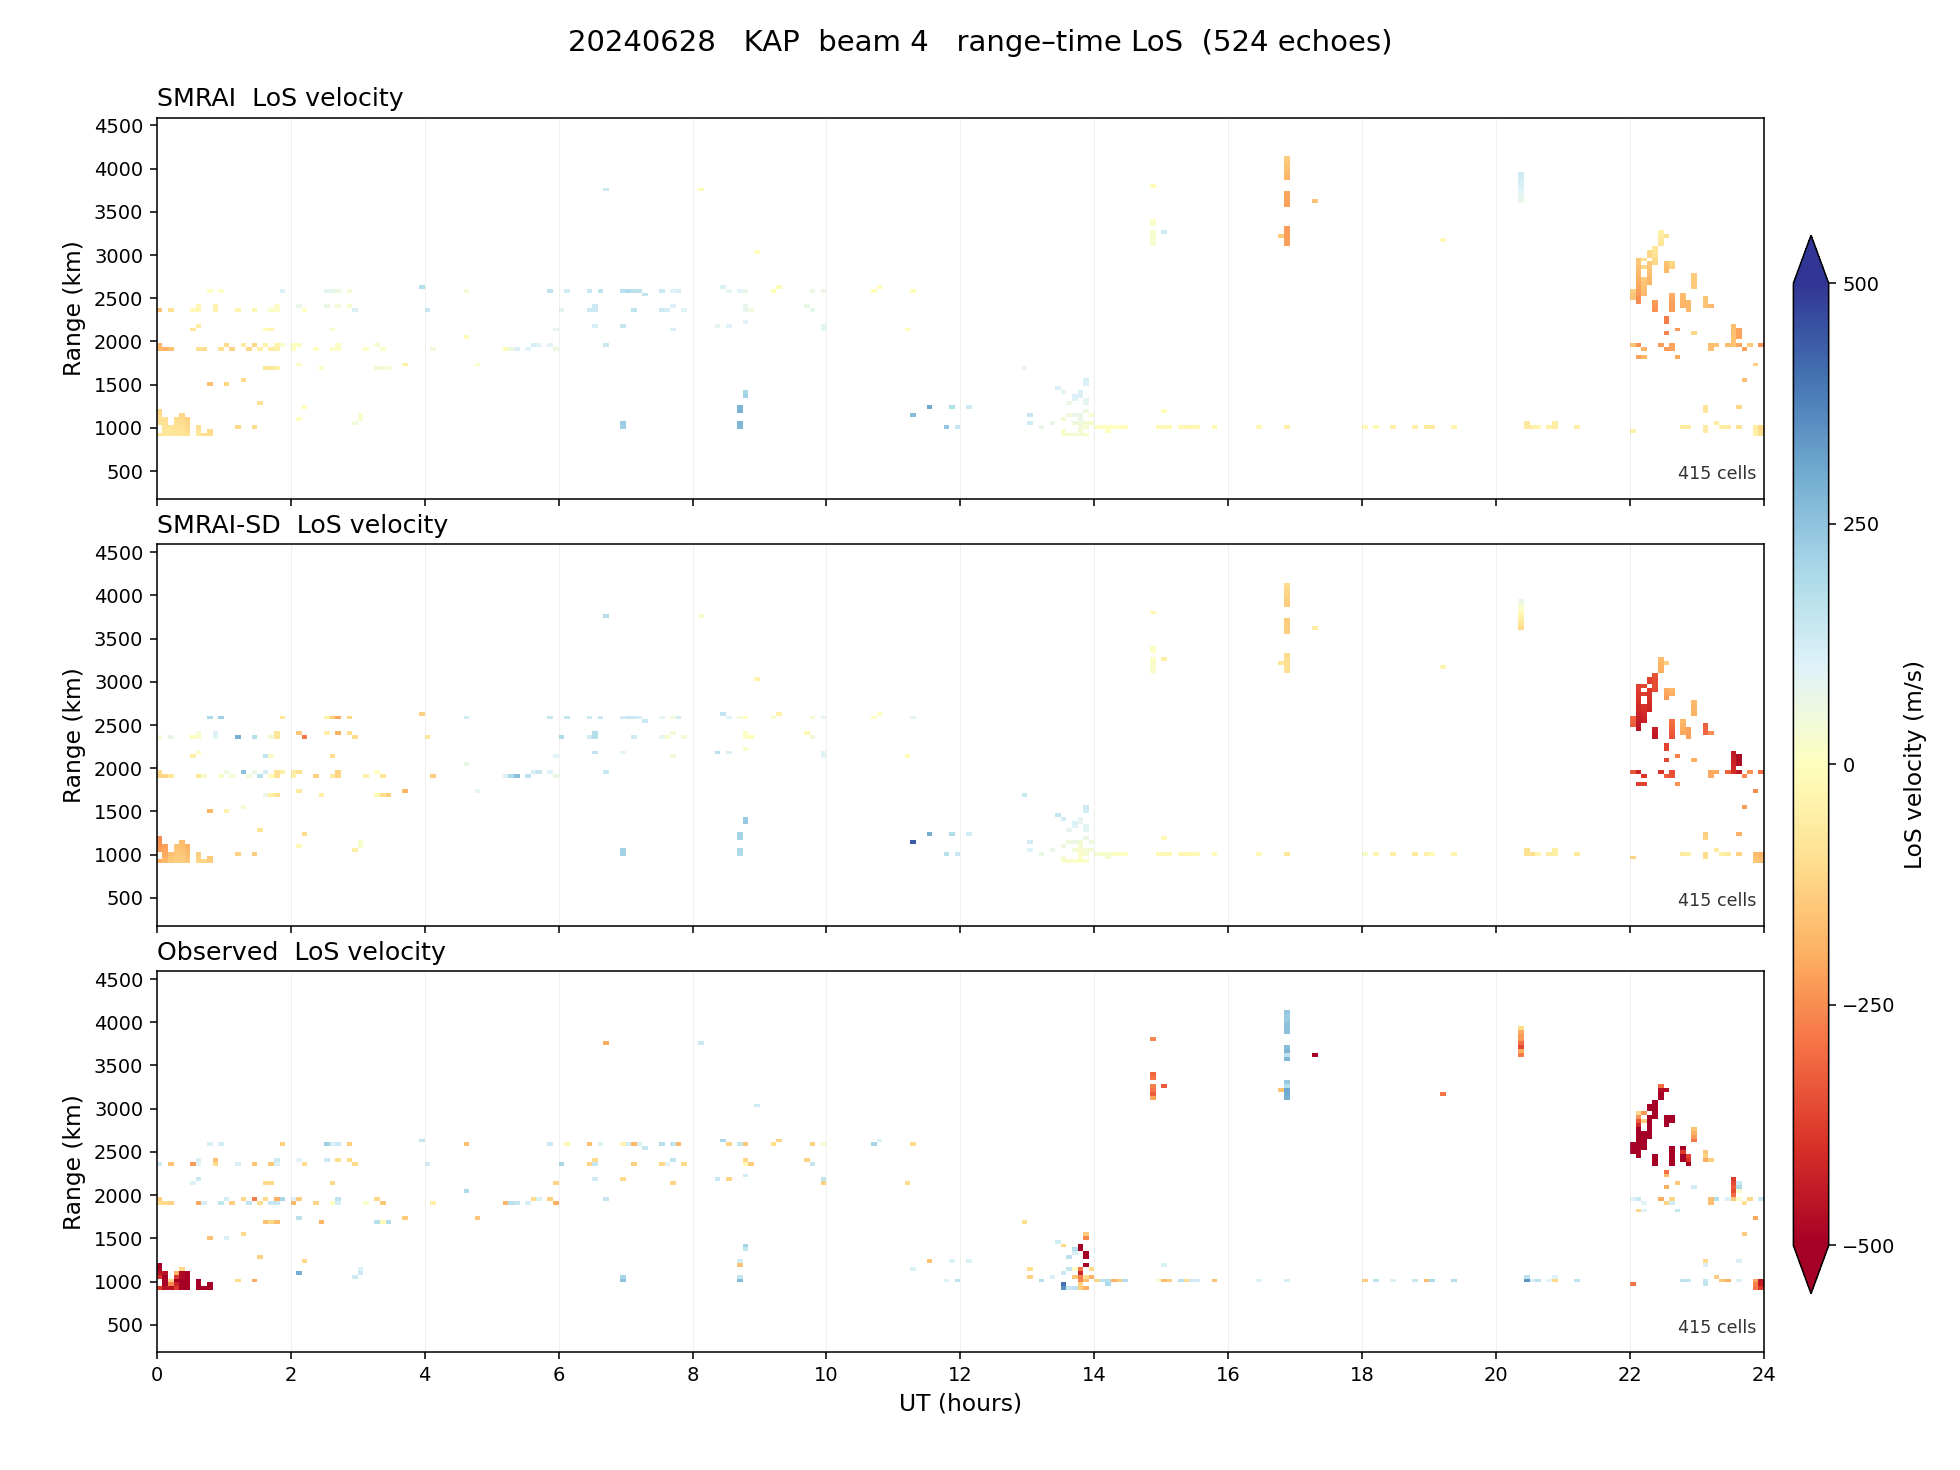 20240628   KAP  beam 4   range–time LoS  (524 echoes)
SMRAI  LoS velocity
4500
4000
3500
3000
2500
2000
1500
1000
500
Range (km)
415 cells
SMRAI-SD  LoS velocity
4500
4000
3500
3000
2500
2000
1500
1000
500
Range (km)
415 cells
Observed  LoS velocity
4500
4000
3500
3000
2500
2000
1500
1000
500
Range (km)
415 cells
0 2 4 6 8 10 12 14 16 18 20 22 24
UT (hours)
500
250
0
−250
−500
LoS velocity (m/s)